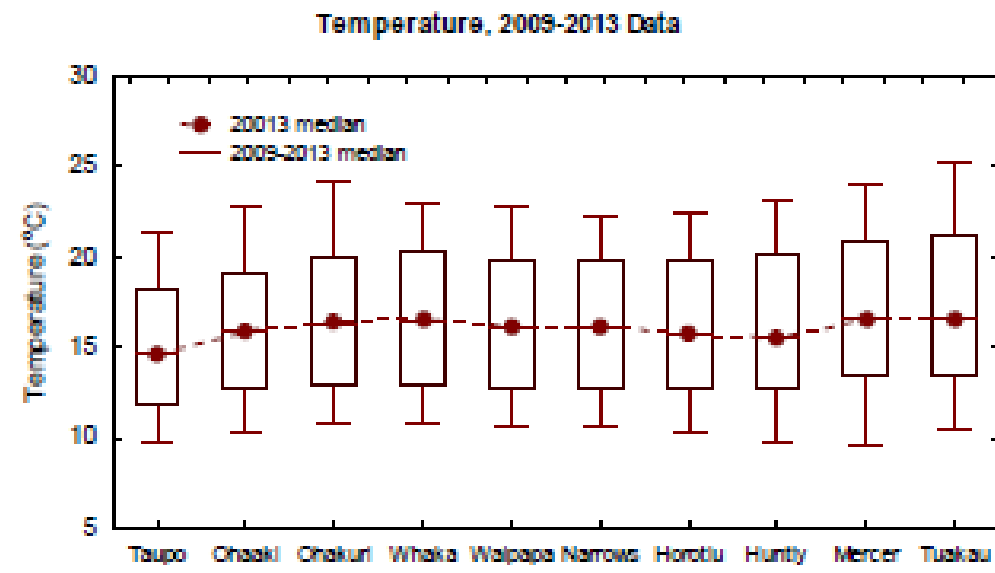 Temperature, 2009-2013 Data
30
20013 median
2009-2013 median
25
20
15
10
5
Temperature (°C)
Taupo Ohaaki Ohakuri Whaka Waipapa Narrows Horotiu Huntly Mercer Tuakau